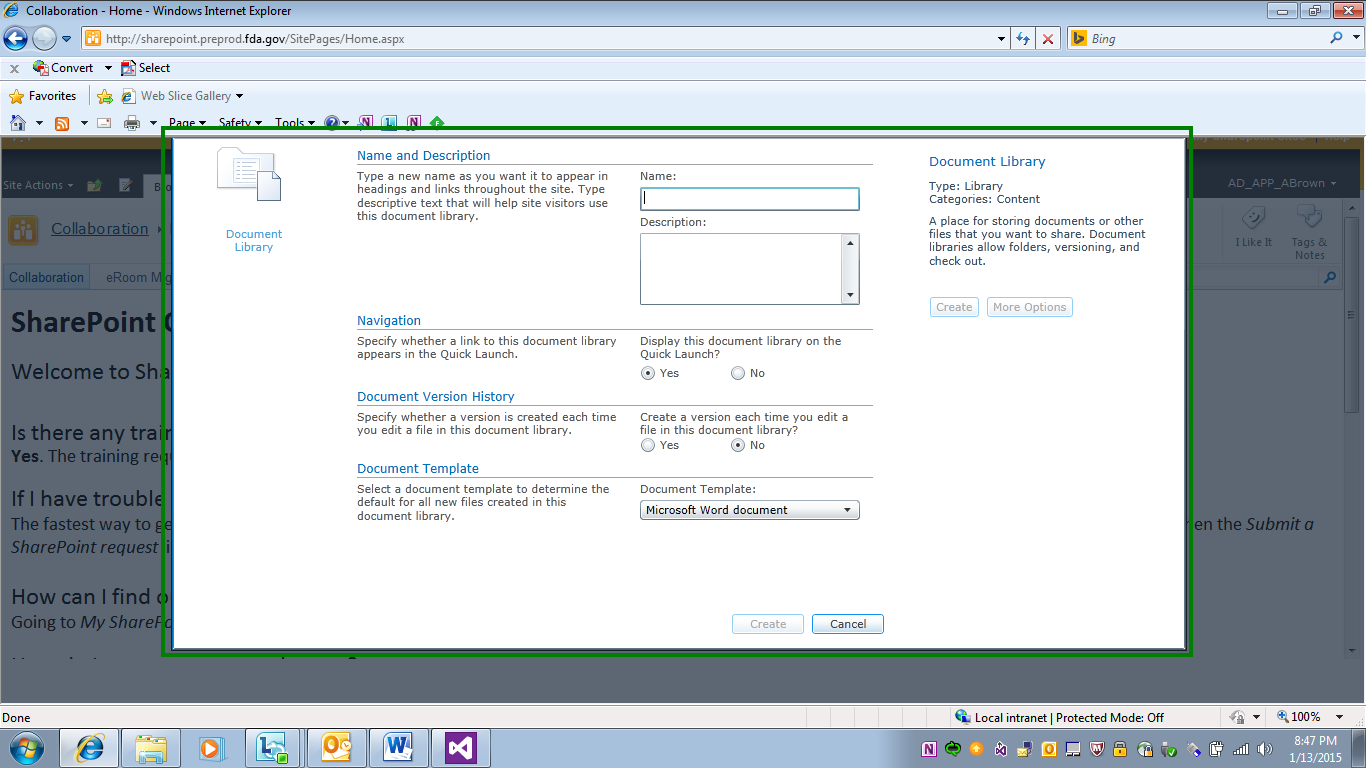 Collaboration - Home - Windows Internet Explorer
http://sharepoint.preprod.fda.gov/SitePages/Home.aspx
Bing
x Convert Select
Favorites Web Slice Gallery
Page Safety Tools
Site Actions
AD_APP_ABrown
Collaboration
I Like It
Tags & Notes
Collaboration
eRoom
SharePoint
Welcome to
Is there any
Yes. The training
If I have trouble
The fastest way to
the Submit a
SharePoint request
How can I find
Going to
Document Library
Name and Description
Type a new name as you want it to appear in
headings and links throughout the site. Type
descriptive text that will help site visitors use
this document library.
Name:
Description:
Navigation
Specify whether a link to this document library
appears in the Quick Launch.
Display this document library on the
Quick Launch?
Yes No
Document Version History
Specify whether a version is created each time
you edit a file in this document library.
Create a version each time you edit a
file in this document library?
Yes No
Document Template
Select a document template to determine the
default for all new files created in this
document library.
Document Template:
Microsoft Word document
Create Cancel
Document Library
Type: Library
Categories: Content
A place for storing documents or other
files that you want to share. Document
libraries allow folders, versioning, and
check out.
Create More Options
Done
Local intranet | Protected Mode: Off
100%
8:47 PM
1/13/2015